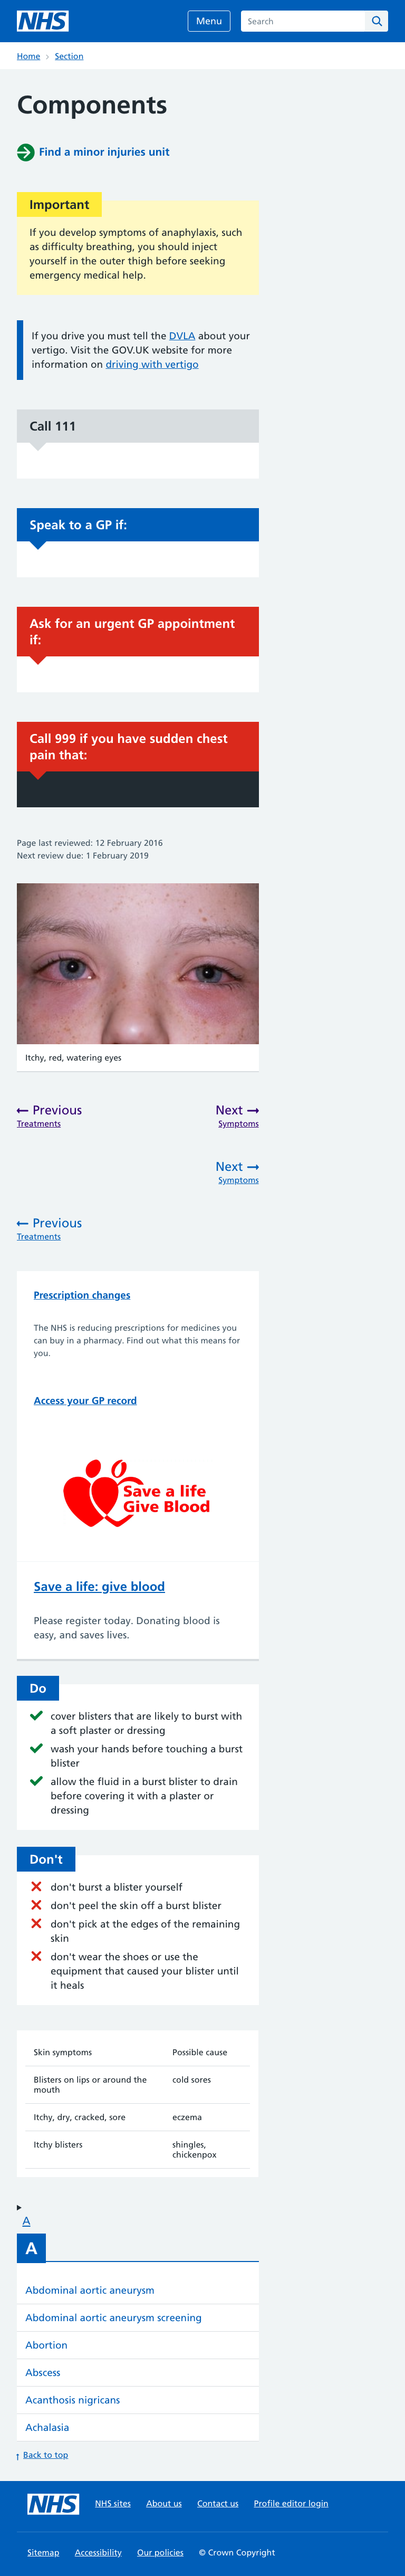 NHS
Menu
Search
Home
Section
Components
Find a minor injuries unit
Important
If you develop symptoms of anaphylaxis, such
as difficulty breathing, you should inject
yourself in the outer thigh before seeking
emergency medical help.
If you drive you must tell the DVLA about your
vertigo. Visit the GOV.UK website for more
information on driving with vertigo
Call 111
Speak to a GP if:
Ask for an urgent GP appointment
if:
Call 999 if you have sudden chest
pain that:
Page last reviewed: 12 February 2016
Next review due: 1 February 2019
Itchy, red, watering eyes
Previous
Treatments
Next
Symptoms
Next
Symptoms
Previous
Treatments
Prescription changes
The NHS is reducing prescriptions for medicines you
can buy in a pharmacy. Find out what this means for
you.
Access your GP record
Save a life
Give Blood
Save a life: give blood
Please register today. Donating blood is
easy, and saves lives.
Do
cover blisters that are likely to burst with
a soft plaster or dressing
wash your hands before touching a burst
blister
allow the fluid in a burst blister to drain
before covering it with a plaster or
dressing
Don't
don't burst a blister yourself
don't peel the skin off a burst blister
don't pick at the edges of the remaining
skin
don't wear the shoes or use the
equipment that caused your blister until
it heals
Skin symptoms Possible cause
Blisters on lips or around the cold sores
mouth
Itchy, dry, cracked, sore eczema
Itchy blisters shingles,
chickenpox
A
A
Abdominal aortic aneurysm
Abdominal aortic aneurysm screening
Abortion
Abscess
Acanthosis nigricans
Achalasia
↑ Back to top
NHS
NHS sites
About us
Contact us
Profile editor login
Sitemap
Accessibility
Our policies
© Crown Copyright